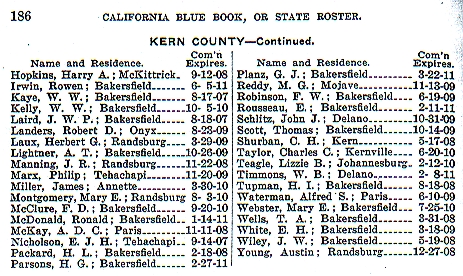 186 CALIFORNIA BLUE BOOK, OR STATE ROSTER.
KERN COUNTY—Continued.
Name and Residence. Com'n Expires.
Hopkins, Harry A.; McKittrick. 9-12-08
Irwin, Rowen; Bakersfield 6- 5-11
Kaye, W. W.; Bakersfield 8-17-07
Kelly, W. W.; Bakersfield 10- 5-10
Laird, J. W. P.; Bakersfield 8-18-07
Landers, Robert D.; Onyx 8-23-09
Laux, Herbert G.; Randsburg 3-29-09
Lightner, A. T.; Bakersfield 10-26-09
Manning, J. R.; Randsburg 11-22-08
Marx, Philip; Tehachapi 11-20-09
Miller, James; Annette 3-30-10
Montgomery, Mary E.; Randsburg 8- 3-10
McClure, F. D.; Bakersfield 9-20-10
McDonald, Ronald; Bakersfield 1-14-11
McKay, A. D. C.; Paris 11-11-08
Nicholson, E. J. H.; Tehachapi 9-14-07
Packard, H. L.; Bakersfield 2-18-08
Parsons, H. G.; Bakersfield 2-27-11
Name and Residence. Com'n Expires.
Planz, G. J.; Bakersfield 3-22-11
Reddy, M. G.; Mojave 11-13-09
Robinson, F. W.; Bakersfield 6-19-09
Rousseau, E.; Bakersfield 2-11-11
Schlitz, John J.; Delano 10-31-09
Scott, Thomas; Bakersfield 10-14-09
Shurban, C. H.; Kern 5-17-08
Taylor, Charles C.; Kernville 6-20-10
Teagle, Lizzie B.; Johannesburg. 2-12-10
Timmons, W. B.; Delano 2- 8-11
Tupman, H. I.; Bakersfield 8-18-08
Waterman, Alfred S.; Paris 6-10-09
Webster, Mary E.; Bakersfield 7-25-10
Wells, T. A.; Bakersfield 3-31-08
White, E. H.; Bakersfield 3-18-09
Wiley, J. W.; Bakersfield 5-19-08
Young, Austin; Randsburg 12-27-08